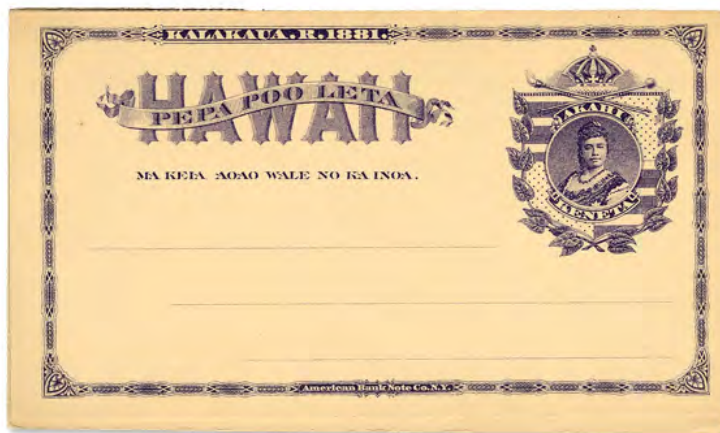 KALAKAUA. R. 1881.
HAWAII
PEPA POO LETA
AKAHI
KENETA
MA KEIA AOAO WALE NO KA INOA.
American Bank Note Co. N.Y.